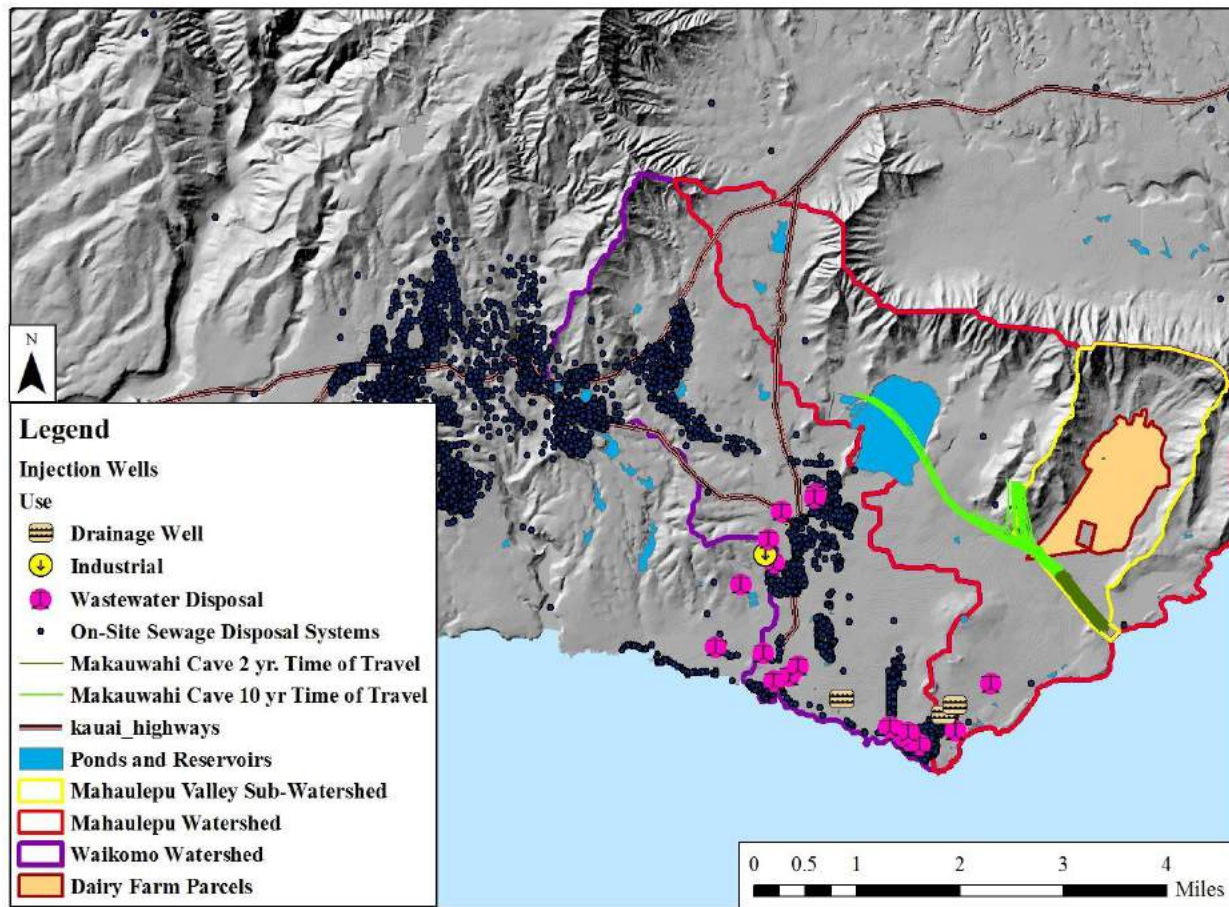 N
Legend
Injection Wells
Use
Drainage Well
Industrial
Wastewater Disposal
On-Site Sewage Disposal Systems
Makauwahi Cave 2 yr. Time of Travel
Makauwahi Cave 10 yr Time of Travel
kauai_highways
Ponds and Reservoirs
Mahaulepu Valley Sub-Watershed
Mahaulepu Watershed
Waikomo Watershed
Dairy Farm Parcels
0 0.5 1 2 3 4
Miles